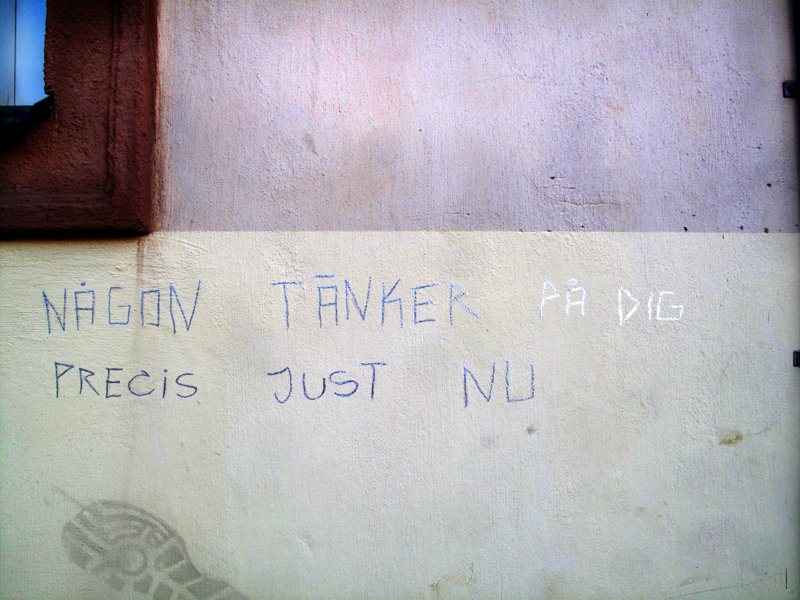 NÅGON TÄNKER PÅ DIG
PRECIS JUST NU